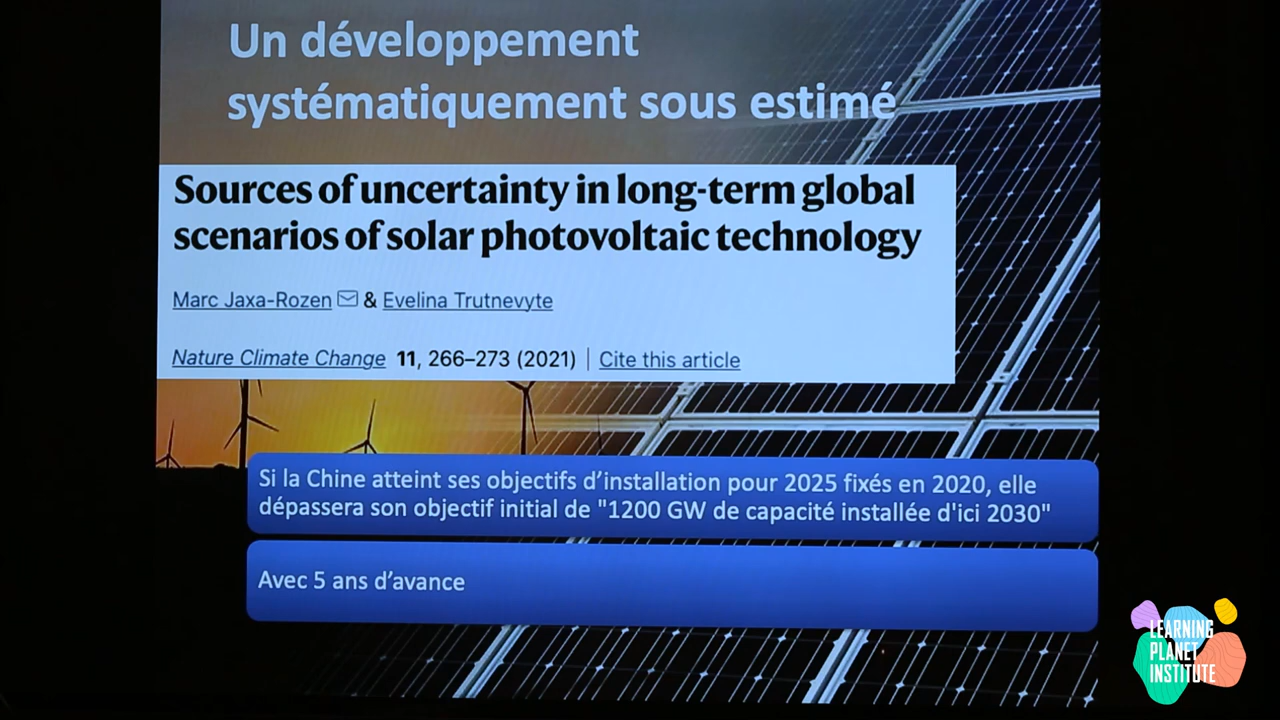 Un développement
systématiquement sous estimé
Sources of uncertainty in long-term global
scenarios of solar photovoltaic technology
Marc Jaxa-Rozen & Evelina Trutnevyte
Nature Climate Change 11, 266–273 (2021) | Cite this article
Si la Chine atteint ses objectifs d’installation pour 2025 fixés en 2020, elle
dépassera son objectif initial de "1200 GW de capacité installée d'ici 2030"
Avec 5 ans d’avance
LEARNING
PLANET
INSTITUTE